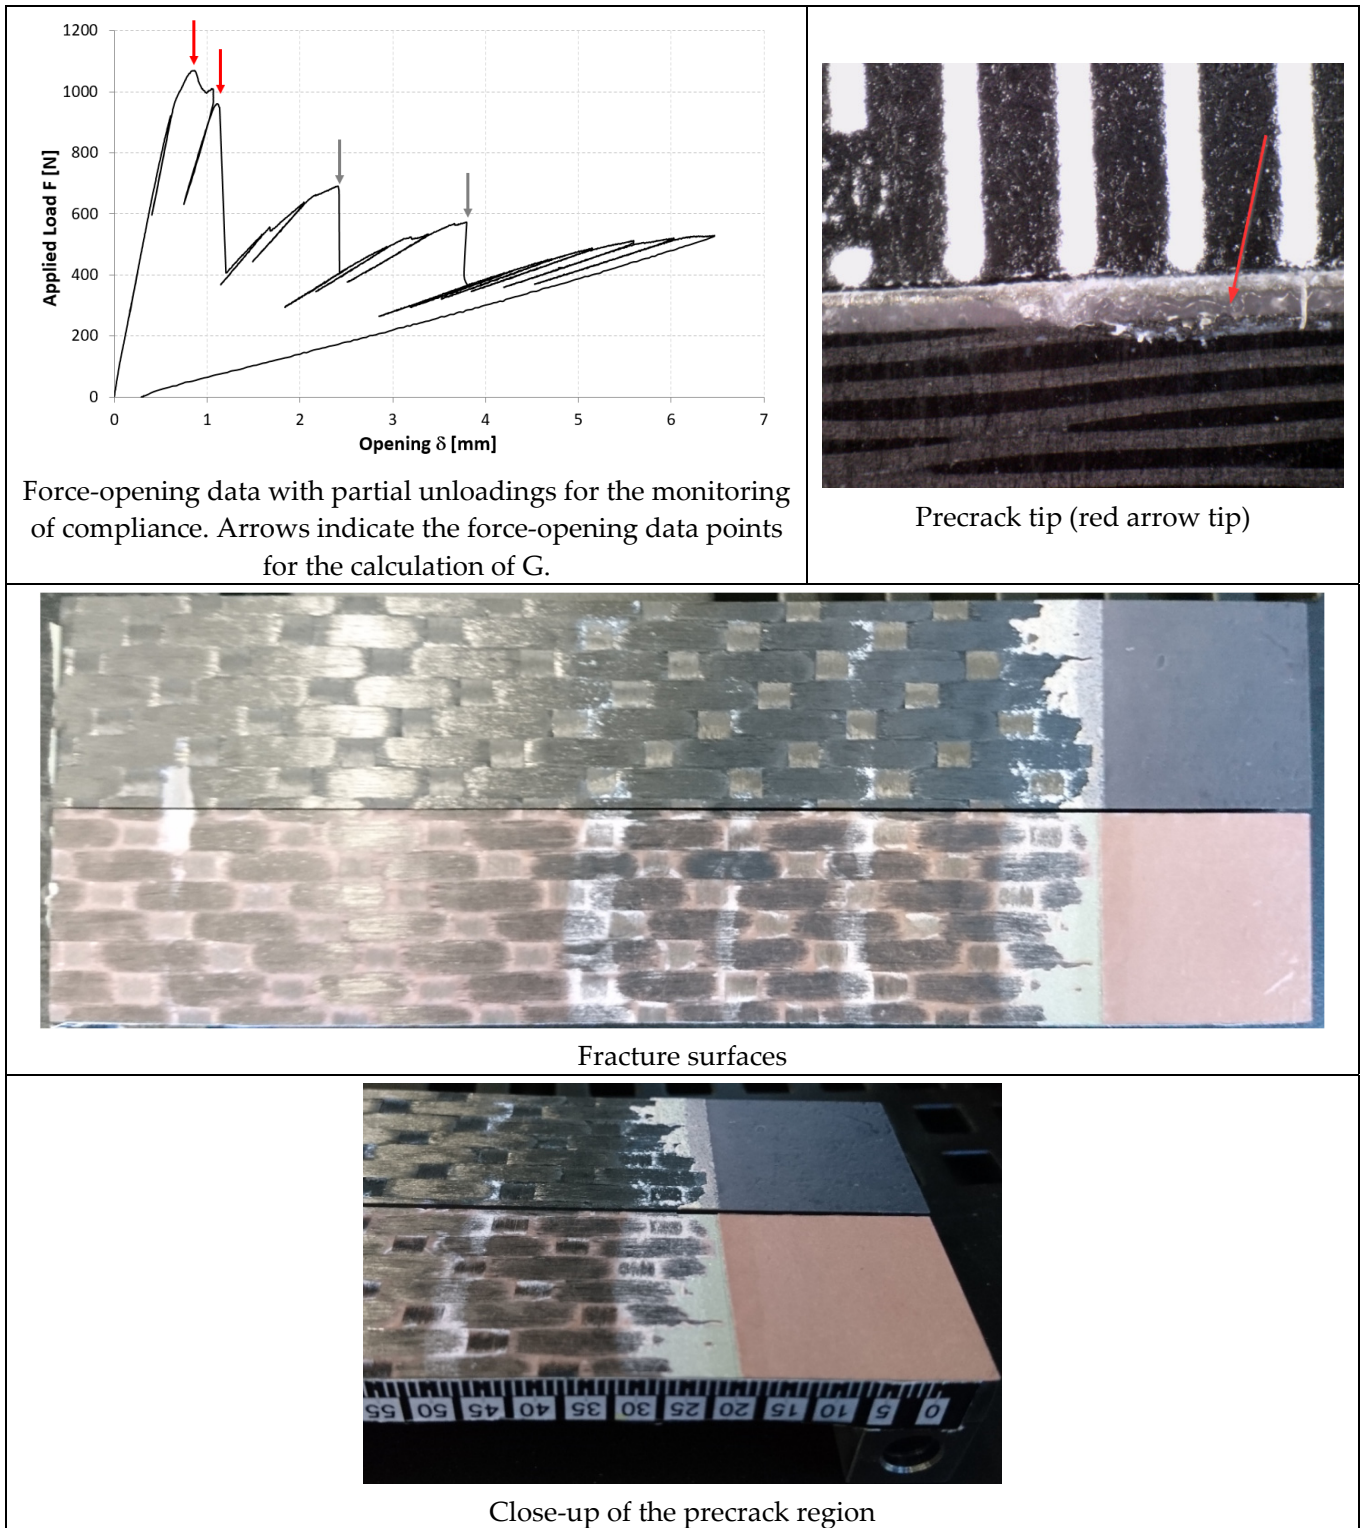 1200
1000
800
600
400
200
0
Applied Load F [N]
0 1 2 3 4 5 6 7
Opening δ [mm]
Force-opening data with partial unloadings for the monitoring
of compliance. Arrows indicate the force-opening data points
for the calculation of G.
Precrack tip (red arrow tip)
Fracture surfaces
55 50 45 40 35 30 25 20 15 10 5 0
Close-up of the precrack region